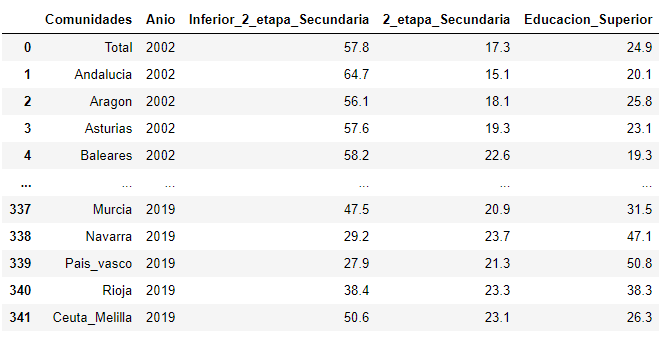 Comunidades Anio Inferior_2_etapa_Secundaria 2_etapa_Secundaria Educacion_Superior
0 Total 2002 57.8 17.3 24.9
1 Andalucia 2002 64.7 15.1 20.1
2 Aragon 2002 56.1 18.1 25.8
3 Asturias 2002 57.6 19.3 23.1
4 Baleares 2002 58.2 22.6 19.3
... ... ... ... ... ...
337 Murcia 2019 47.5 20.9 31.5
338 Navarra 2019 29.2 23.7 47.1
339 Pais_vasco 2019 27.9 21.3 50.8
340 Rioja 2019 38.4 23.3 38.3
341 Ceuta_Melilla 2019 50.6 23.1 26.3